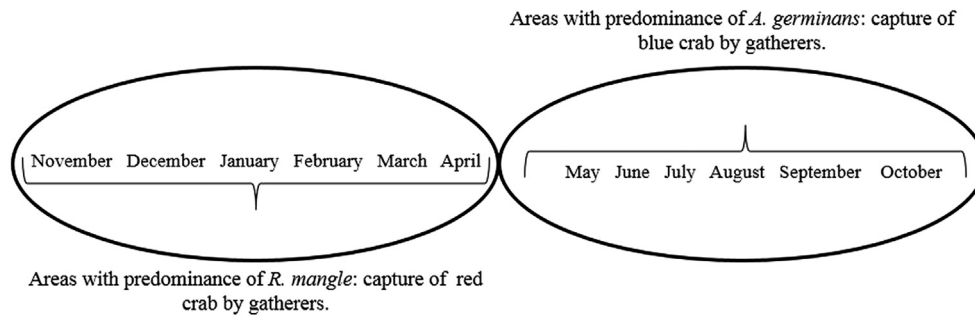 Areas with predominance of A. germinans: capture of
blue crab by gatherers.
November December January February March April
May June July August September October
Areas with predominance of R. mangle: capture of red
crab by gatherers.